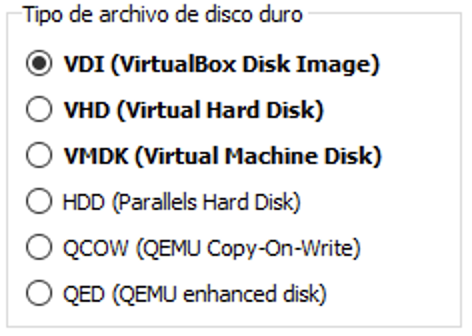 Tipo de archivo de disco duro
VDI (VirtualBox Disk Image)
VHD (Virtual Hard Disk)
VMDK (Virtual Machine Disk)
HDD (Parallels Hard Disk)
QCOW (QEMU Copy-On-Write)
QED (QEMU enhanced disk)